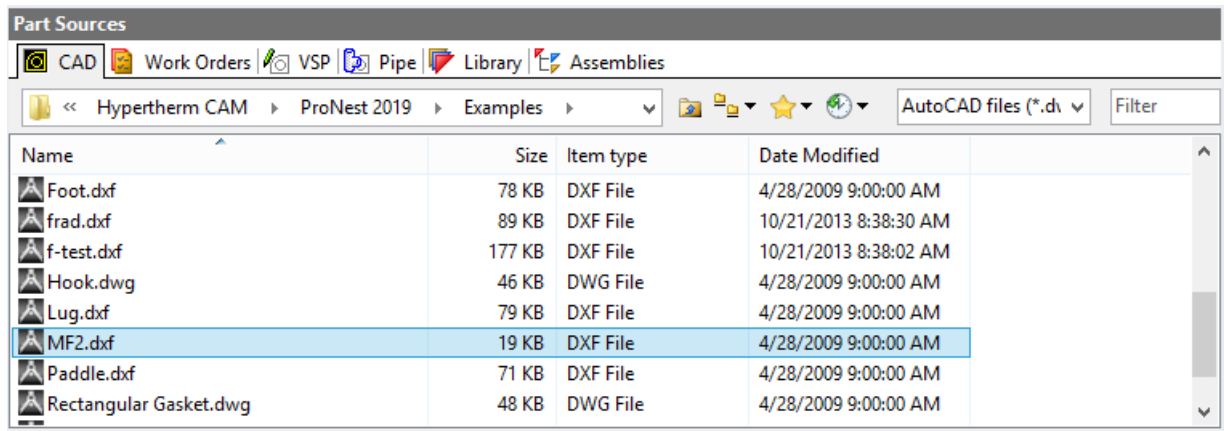 Part Sources
CAD Work Orders VSP Pipe Library Assemblies
« Hypertherm CAM ProNest 2019 Examples AutoCAD files (*.dv Filter
Name Size Item type Date Modified
Foot.dxf 78 KB DXF File 4/28/2009 9:00:00 AM
frad.dxf 89 KB DXF File 10/21/2013 8:38:30 AM
f-test.dxf 177 KB DXF File 10/21/2013 8:38:02 AM
Hook.dwg 46 KB DWG File 4/28/2009 9:00:00 AM
Lug.dxf 79 KB DXF File 4/28/2009 9:00:00 AM
MF2.dxf 19 KB DXF File 4/28/2009 9:00:00 AM
Paddle.dxf 71 KB DXF File 4/28/2009 9:00:00 AM
Rectangular Gasket.dwg 48 KB DWG File 4/28/2009 9:00:00 AM